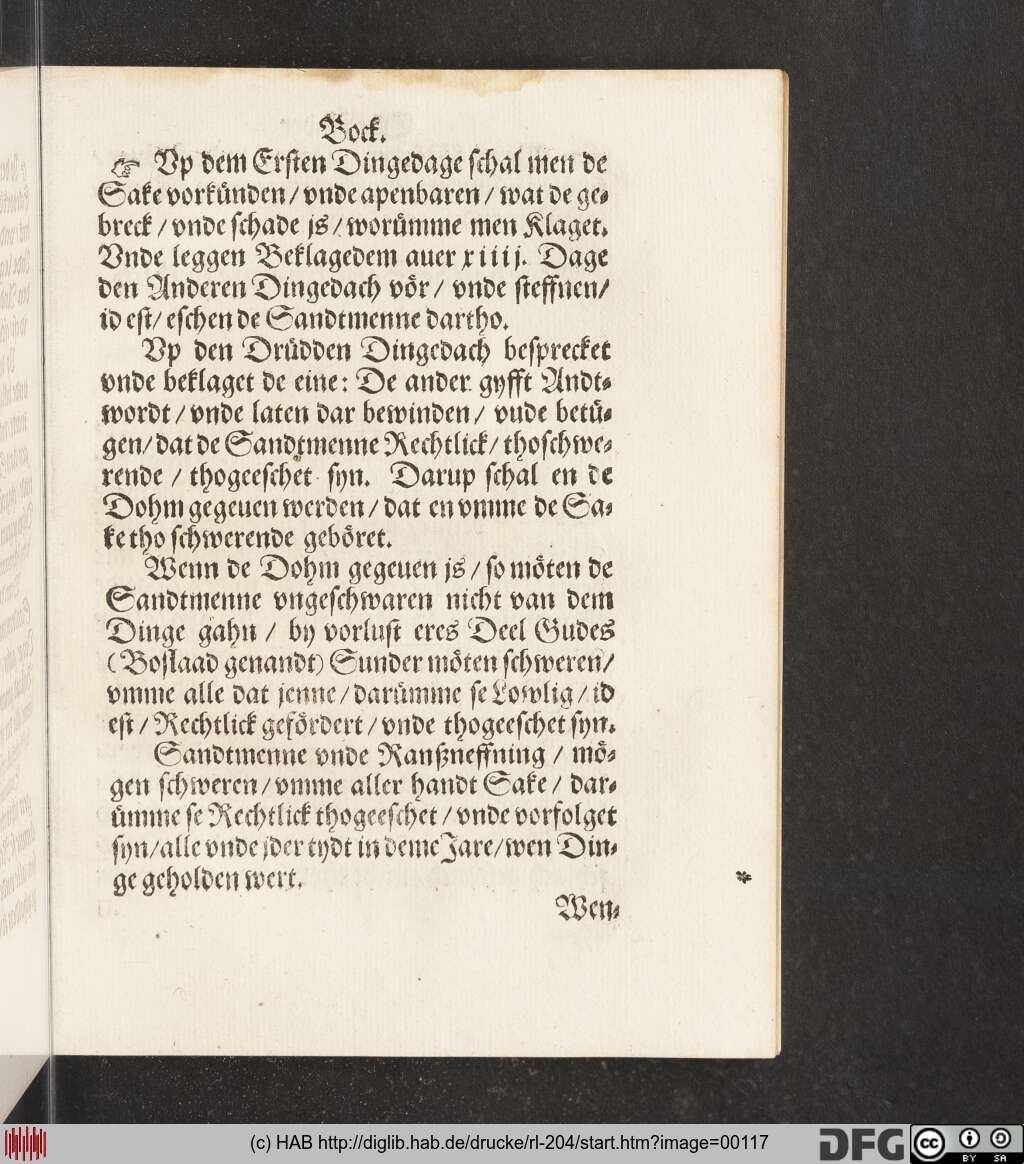 Bock.
☞ Vp dem Ersten Dingedage schal men de
Sake vorkünden / vnde apenbaren / wat de ge-
breck / vnde schade js / worümme men Klaget.
Vnde leggen Beklagedem auer xiiij. Dage
den Anderen Dingedach vör / vnde steffnen/
id est/ eschen de Sandtmenne dartho.
Vp den Drüdden Dingedach besprecket
vnde beklaget de eine: De ander gyfft Andt-
wordt / vnde laten dar bewinden / vude betü-
gen/ dat de Sandtmenne Rechtlick/ thoschwe-
rende / thogeeschet syn. Darup schal en de
Dohm gegeuen werden / dat en vmme de Sa-
ke tho schwerende geböret.
Wenn de Dohm gegeuen js / so möten de
Sandtmenne vngeschwaren nicht van dem
Dinge gahn / by vorlust eres Deel Gudes
(Boslaad genandt) Sunder möten schweren/
vmme alle dat jenne / darümme se Lowlig / id
est / Rechtlick gefördert / vnde thogeeschet syn.
Sandtmenne vnde Ranßneffning / mö-
gen schweren / vmme aller handt Sake / dar-
ümme se Rechtlick thogeeschet / vnde vorfolget
syn/ alle vnde jder tydt in deme Jare/ wen Din-
ge geholden wert.
Wen-
(c) HAB http://diglib.hab.de/drucke/rl-204/start.htm?image=00117
DFG
cc BY SA